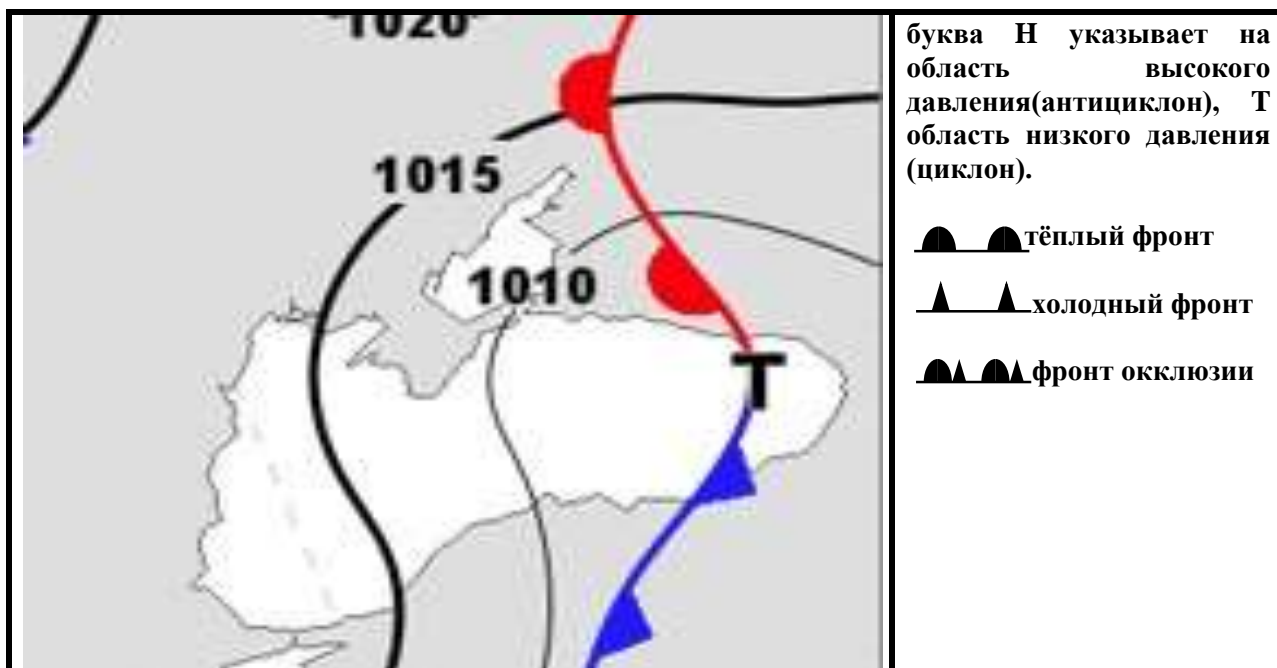 1020
1015
1010
T
буква Н указывает на
область высокого
давления(антициклон), Т
область низкого давления
(циклон).
тёплый фронт
холодный фронт
фронт окклюзии